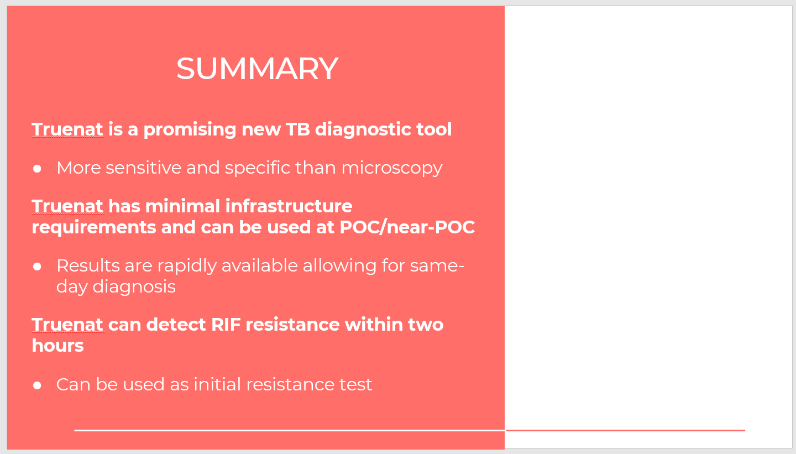 SUMMARY
Truenat is a promising new TB diagnostic tool
● More sensitive and specific than microscopy
Truenat has minimal infrastructure
requirements and can be used at POC/near-POC
● Results are rapidly available allowing for same-
day diagnosis
Truenat can detect RIF resistance within two
hours
● Can be used as initial resistance test